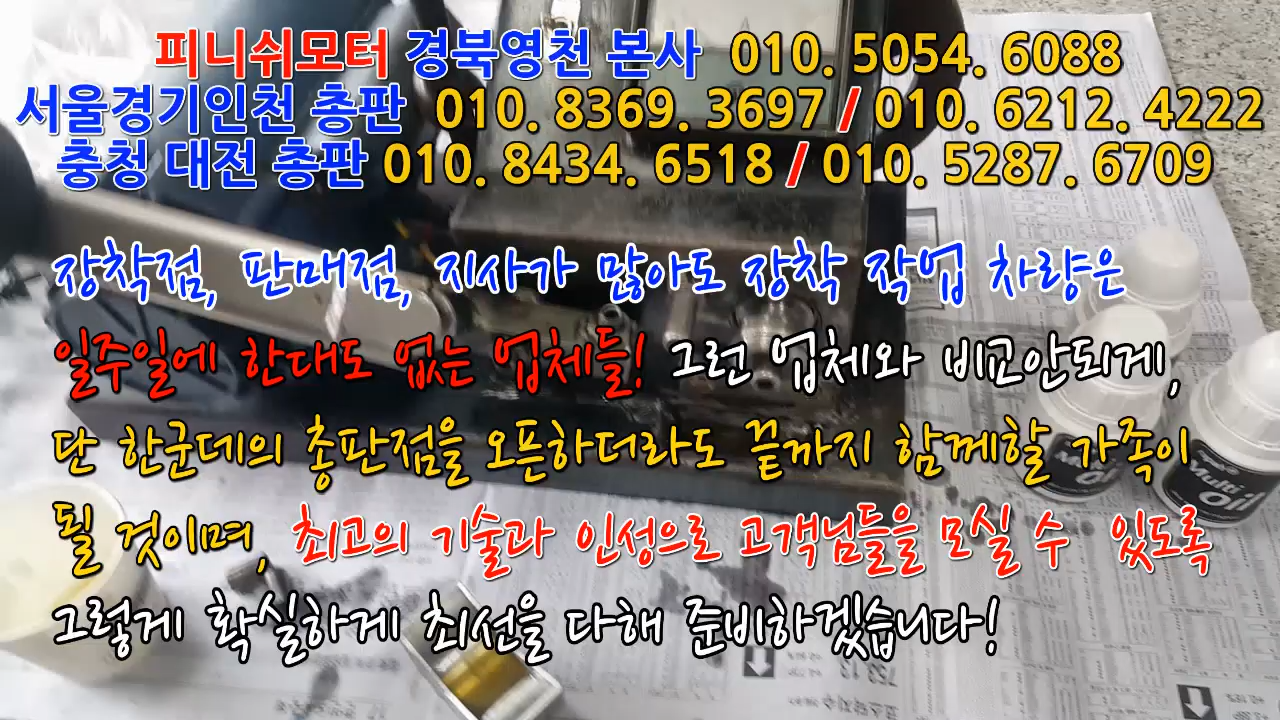 피니쉬모터 경북영천 본사 010. 5054. 6088
서울경기인천 총판 010. 8369. 3697 / 010. 6212. 4222
충청 대전 총판 010. 8434. 6518 / 010. 5287. 6709
장착점, 판매점, 지사가 많아도 장착 작업 차량은
일주일에 한대도 없는 업체들! 그런 업체와 비교안되게,
단 한군데의 총판점을 오픈하더라도 끝까지 함께할 가족이
될 것이며, 최고의 기술과 인성으로 고객님들을 모실 수 있도록
그렇게 확실하게 최선을 다해 준비하겠습니다!
Multi
Oil